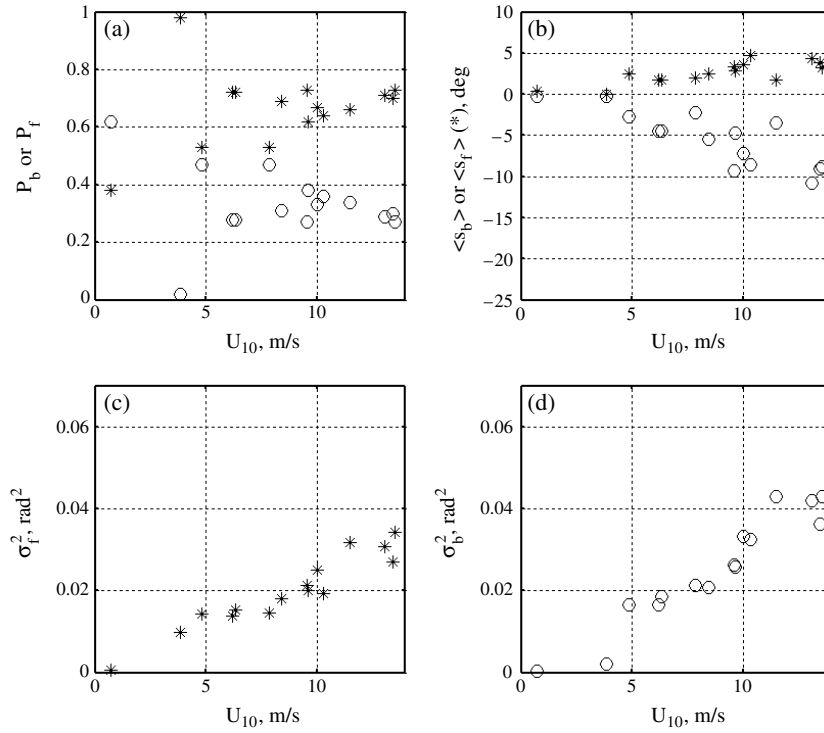 (a)
1
0.8
0.6
0.4
0.2
0
P_b or P_f
0
5
10
U_10, m/s
(b)
10
5
0
−5
−10
−15
−20
−25
<s_b> or <s_f> (*), deg
0
5
10
U_10, m/s
(c)
0.06
0.04
0.02
0
σ_f^2, rad^2
0
5
10
U_10, m/s
(d)
0.06
0.04
0.02
0
σ_b^2, rad^2
0
5
10
U_10, m/s